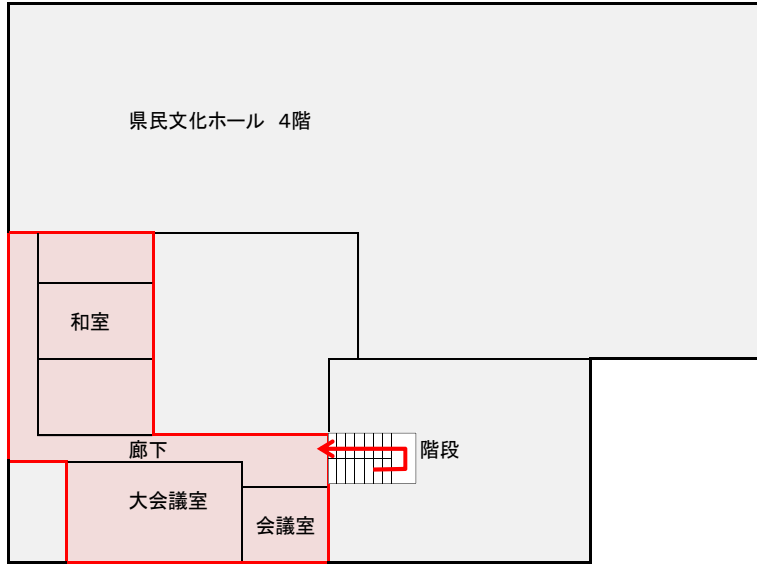 県民文化ホール　４階
和室
廊下
階段
大会議室
会議室